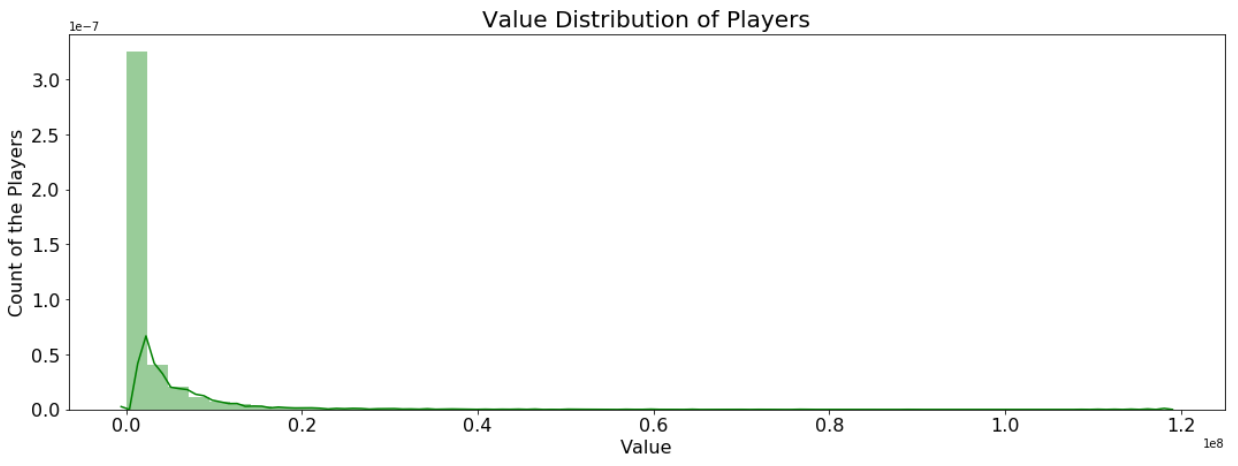 Value Distribution of Players
1e−7
3.0
2.5
2.0
1.5
1.0
0.5
0.0
Count of the Players
0.0 0.2 0.4 0.6 0.8 1.0 1.2
Value
1e8